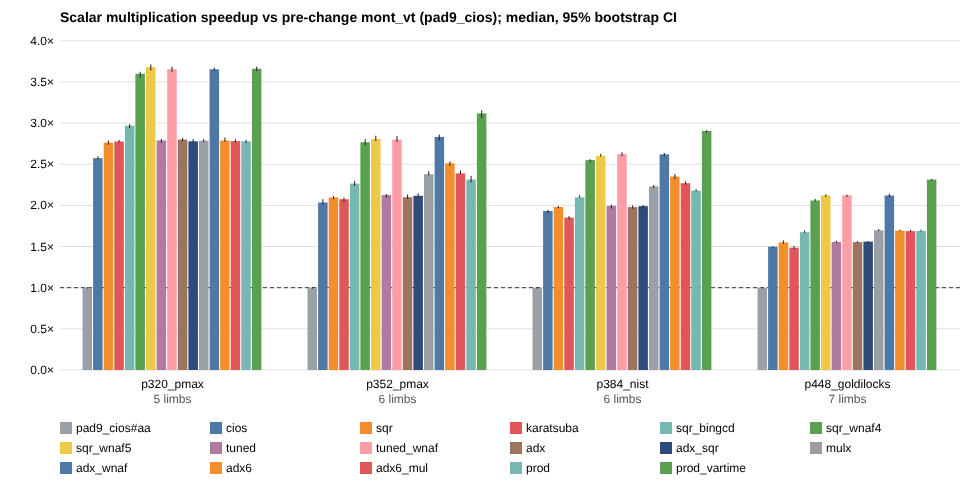 Scalar multiplication speedup vs pre-change mont_vt (pad9_cios); median, 95% bootstrap CI
4.0×
3.5×
3.0×
2.5×
2.0×
1.5×
1.0×
0.5×
0.0×
p320_pmax p352_pmax p384_nist p448_goldilocks
5 limbs 6 limbs 6 limbs 7 limbs
pad9_cios#aa cios sqr karatsuba sqr_bingcd sqr_wnaf4
sqr_wnaf5 tuned tuned_wnaf adx adx_sqr mulx
adx_wnaf adx6 adx6_mul prod prod_vartime